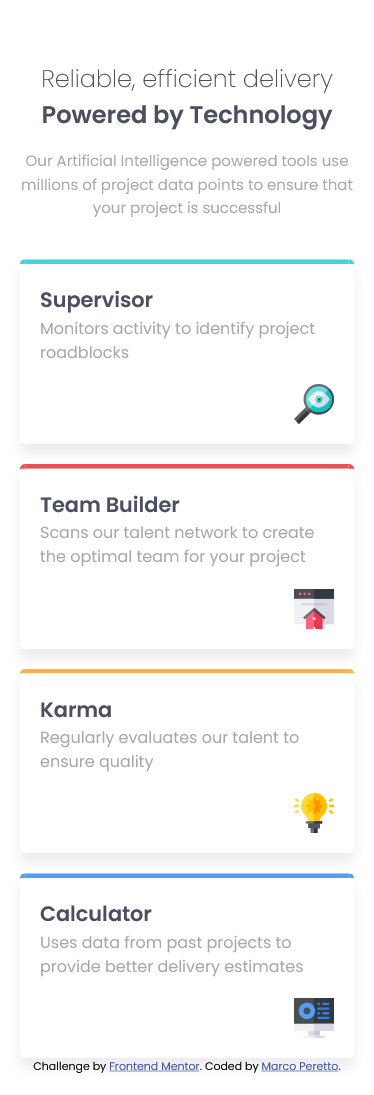 Reliable, efficient delivery
Powered by Technology
Our Artificial Intelligence powered tools use
millions of project data points to ensure that
your project is successful
Supervisor
Monitors activity to identify project
roadblocks
Team Builder
Scans our talent network to create
the optimal team for your project
Karma
Regularly evaluates our talent to
ensure quality
Calculator
Uses data from past projects to
provide better delivery estimates
Challenge by Frontend Mentor. Coded by Marco Peretto.